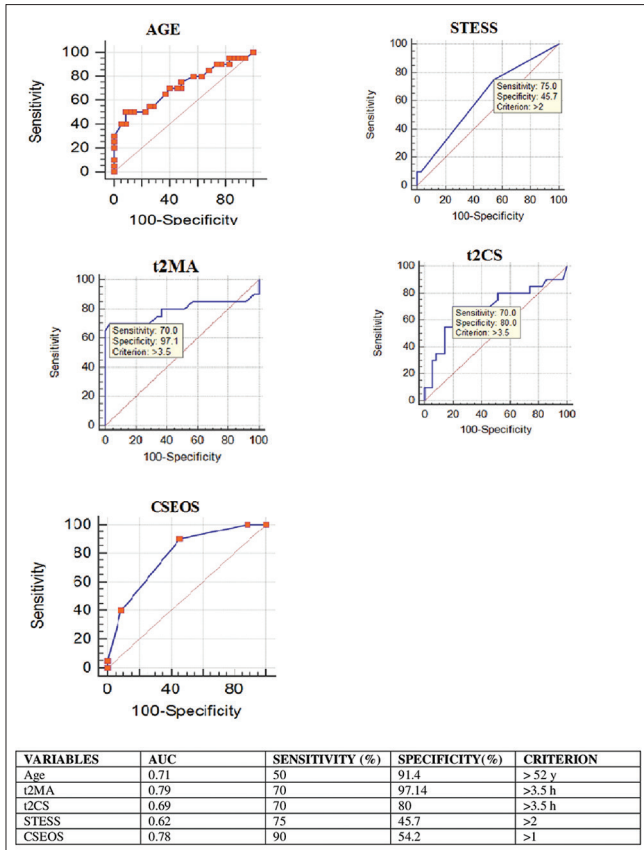 AGE
Sensitivity
100
80
60
40
20
0
0 40 80
100-Specificity
STESS
Sensitivity
100
80
60
40
20
0
Sensitivity: 75.0
Specificity: 45.7
Criterion: >2
0 20 40 60 80 100
100-Specificity
t2MA
Sensitivity
100
80
60
40
20
0
Sensitivity: 70.0
Specificity: 97.1
Criterion: >3.5
0 20 40 60 80 100
100-Specificity
t2CS
Sensitivity
100
80
60
40
20
0
Sensitivity: 70.0
Specificity: 80.0
Criterion: >3.5
0 20 40 60 80 100
100-Specificity
CSEOS
Sensitivity
100
80
60
40
20
0
0 40 80
100-Specificity
VARIABLES AUC SENSITIVITY (%) SPECIFICITY(%) CRITERION
Age 0.71 50 91.4 > 52 y
t2MA 0.79 70 97.14 >3.5 h
t2CS 0.69 70 80 >3.5 h
STESS 0.62 75 45.7 >2
CSEOS 0.78 90 54.2 >1